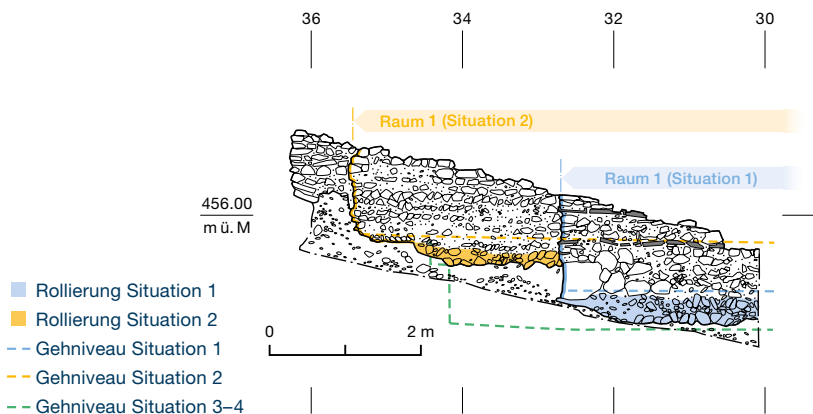 36 34 32 30
Raum 1 (Situation 2)
Raum 1 (Situation 1)
456.00
m ü. M
Rollierung Situation 1
Rollierung Situation 2
Gehniveau Situation 1
Gehniveau Situation 2
Gehniveau Situation 3–4
0 2 m